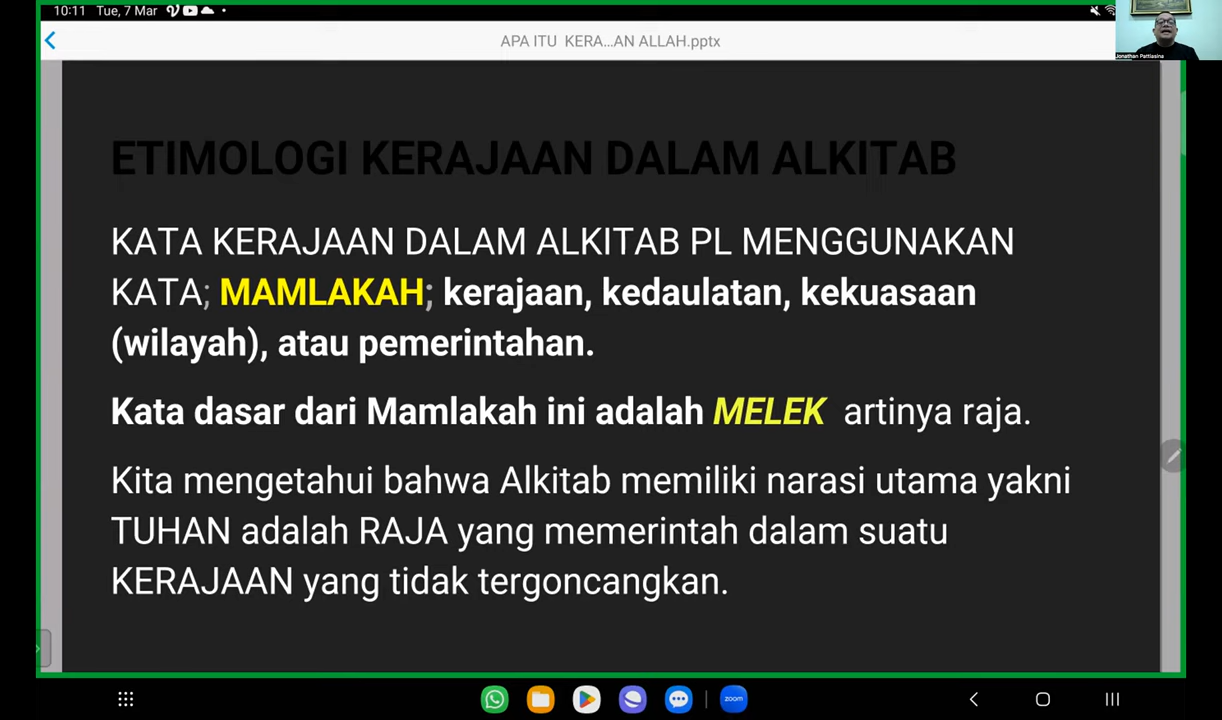 10:11 Tue, 7 Mar
APA ITU KERA...AN ALLAH.pptx
Jonathan Pattiasina
ETIMOLOGI KERAJAAN DALAM ALKITAB
KATA KERAJAAN DALAM ALKITAB PL MENGGUNAKAN
KATA; MAMLAKAH; kerajaan, kedaulatan, kekuasaan
(wilayah), atau pemerintahan.
Kata dasar dari Mamlakah ini adalah MELEK artinya raja.
Kita mengetahui bahwa Alkitab memiliki narasi utama yakni
TUHAN adalah RAJA yang memerintah dalam suatu
KERAJAAN yang tidak tergoncangkan.
zoom